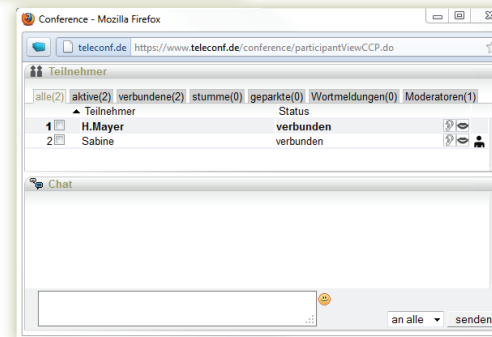 Conference - Mozilla Firefox
teleconf.de https://www.teleconf.de/conference/participantViewCCP.do
Teilnehmer
alle(2) aktive(2) verbundene(2) stumme(0) geparkte(0) Wortmeldungen(0) Moderatoren(1)
Teilnehmer Status
1 H.Mayer verbunden
2 Sabine verbunden
Chat
an alle senden